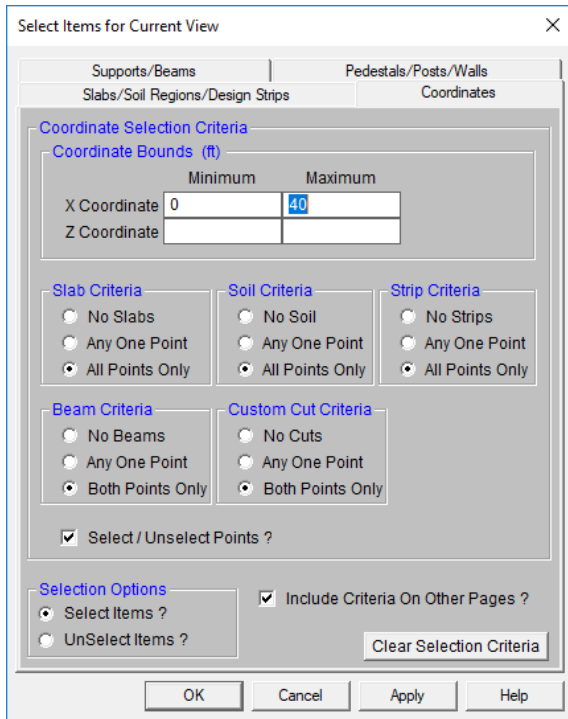 Select Items for Current View
Supports/Beams Pedestals/Posts/Walls
Slabs/Soil Regions/Design Strips Coordinates
Coordinate Selection Criteria
Coordinate Bounds (ft)
Minimum Maximum
X Coordinate 0 40
Z Coordinate
Slab Criteria Soil Criteria Strip Criteria
No Slabs No Soil No Strips
Any One Point Any One Point Any One Point
All Points Only All Points Only All Points Only
Beam Criteria Custom Cut Criteria
No Beams No Cuts
Any One Point Any One Point
Both Points Only Both Points Only
Select / Unselect Points ?
Selection Options
Select Items ? Include Criteria On Other Pages ?
UnSelect Items ? Clear Selection Criteria
OK Cancel Apply Help